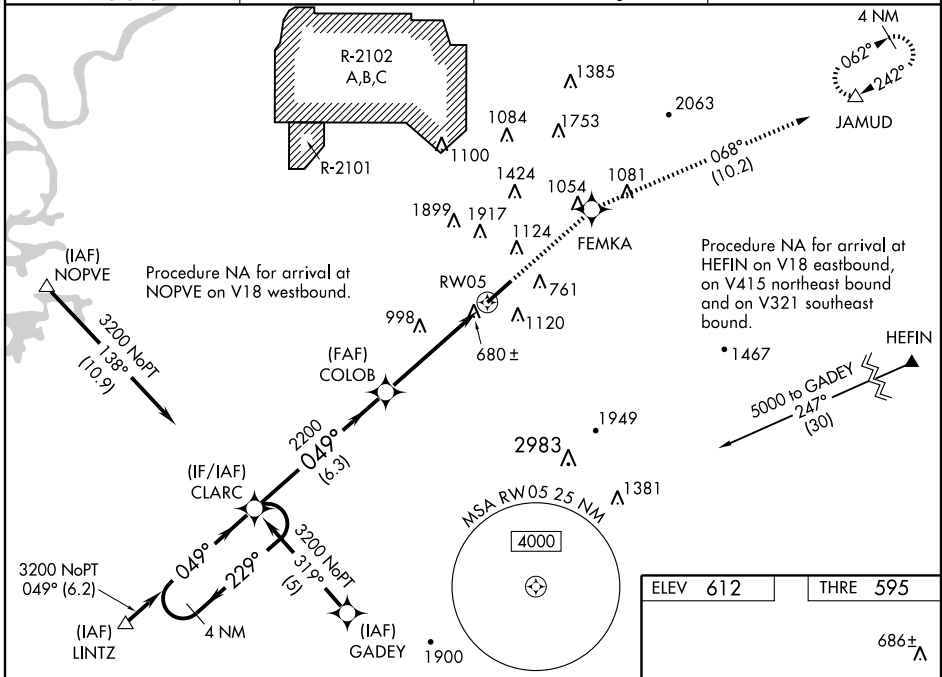 4 NM
062°
242°
JAMUD
R-2102
A,B,C
R-2101
1385
2063
1084
1753
1100
068°
(10.2)
1424
1054
1081
1899
1917
1124
FEMKA
(IAF)
NOPVE
Procedure NA for arrival at
NOPVE on V18 westbound.
RW05
761
Procedure NA for arrival at
HEFIN on V18 eastbound,
on V415 northeast bound
and on V321 southeast
bound.
3200 NoPT
138°
(10.9)
998
1120
680 ±
1467
HEFIN
(FAF)
COLOB
5000 to GADEY
247°
(30)
2200
049°
(6.3)
1949
2983
1381
(IF/IAF)
CLARC
MSA RW05 25 NM
4000
049°
229°
3200 NoPT
319°
(5)
3200 NoPT
049° (6.2)
4 NM
(IAF)
LINTZ
(IAF)
GADEY
1900
ELEV 612
THRE 595
686±